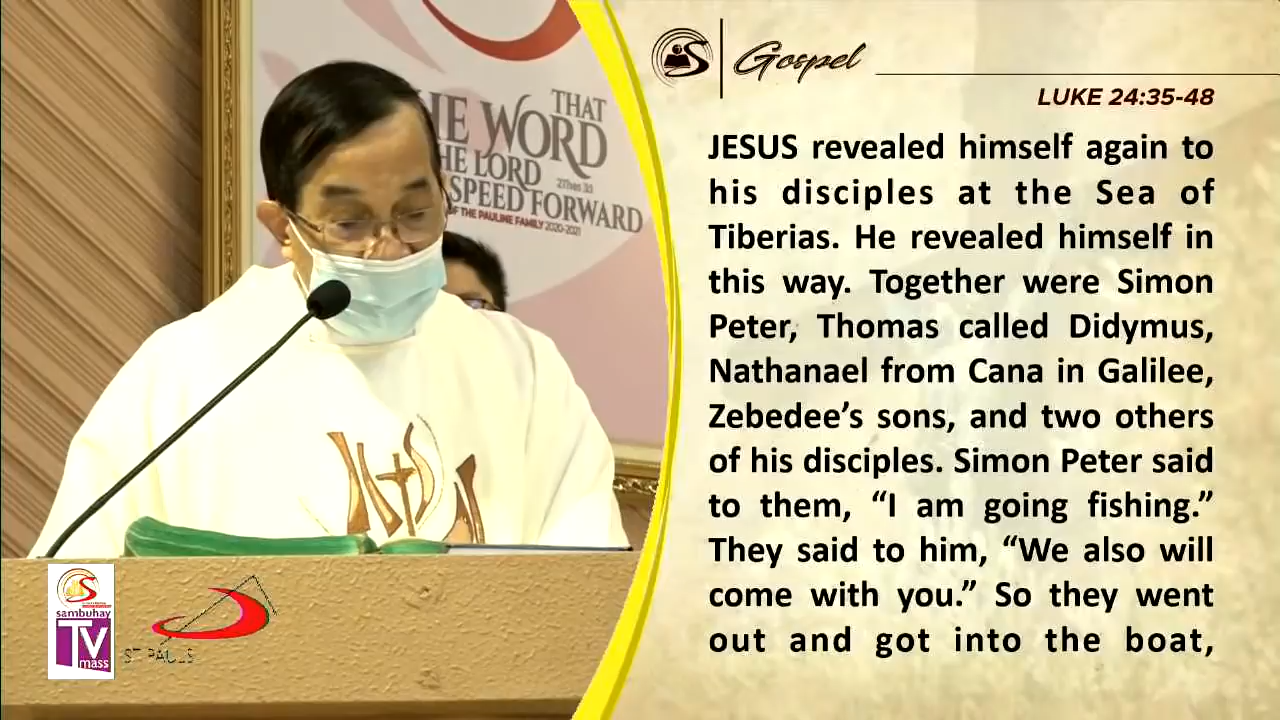 THAT
HE WORD
HE LORD
SPEED FORWARD
2Thes 3:1
OF THE PAULINE FAMILY 2020-2021
sambuhay
TV
mass
ST PAULS
Gospel
LUKE 24:35-48
JESUS revealed himself again to
his disciples at the Sea of
Tiberias. He revealed himself in
this way. Together were Simon
Peter, Thomas called Didymus,
Nathanael from Cana in Galilee,
Zebedee’s sons, and two others
of his disciples. Simon Peter said
to them, “I am going fishing.”
They said to him, “We also will
come with you.” So they went
out and got into the boat,